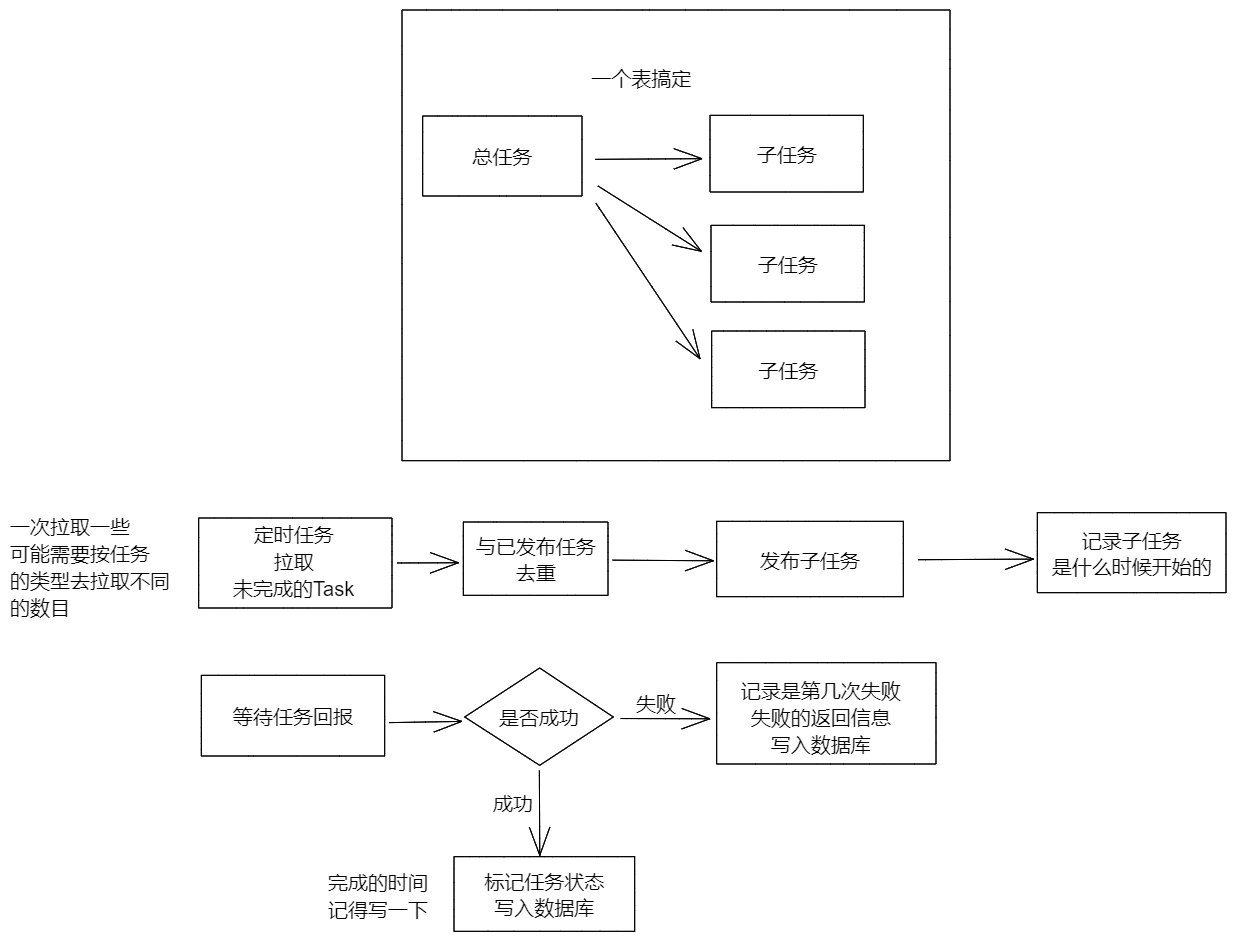 一个表搞定
总任务
子任务
子任务
子任务
一次拉取一些
可能需要按任务
的类型去拉取不同
的数目
定时任务
拉取
未完成的Task
与已发布任务
去重
发布子任务
记录子任务
是什么时候开始的
等待任务回报
是否成功
失败
记录是第几次失败
失败的返回信息
写入数据库
成功
完成的时间
记得写一下
标记任务状态
写入数据库